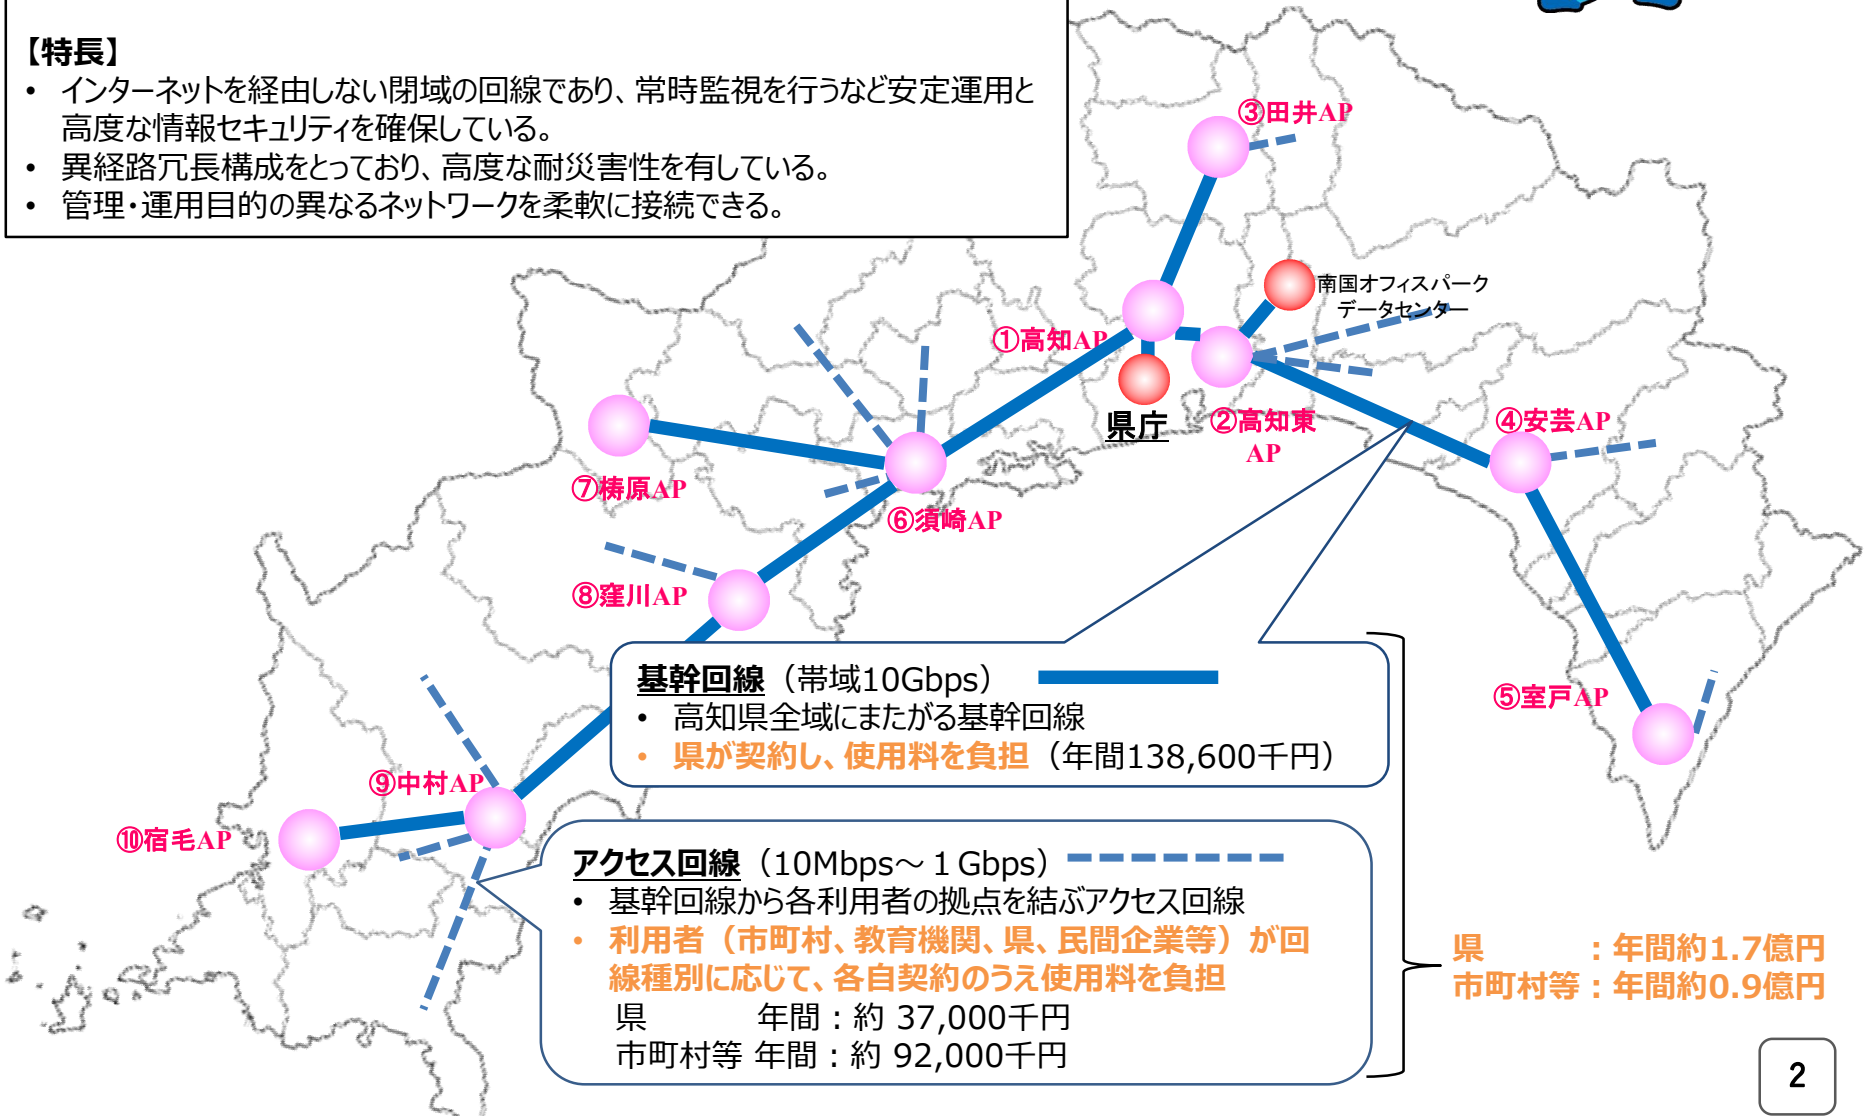 【特長】
• インターネットを経由しない閉域の回線であり、常時監視を行うなど安定運用と
高度な情報セキュリティを確保している。
• 異経路冗長構成をとっており、高度な耐災害性を有している。
• 管理・運用目的の異なるネットワークを柔軟に接続できる。
③田井AP
南国オフィスパーク
データセンター
①高知AP
県庁
②高知東
AP
④安芸AP
⑦梼原AP
⑥須崎AP
⑧窪川AP
⑤室戸AP
⑨中村AP
⑩宿毛AP
基幹回線（帯域10Gbps）
• 高知県全域にまたがる基幹回線
• 県が契約し、使用料を負担（年間138,600千円）
アクセス回線（10Mbps～１Gbps）
• 基幹回線から各利用者の拠点を結ぶアクセス回線
• 利用者（市町村、教育機関、県、民間企業等）が回
線種別に応じて、各自契約のうえ使用料を負担
県 年間：約 37,000千円
市町村等 年間：約 92,000千円
県 ：年間約1.7億円
市町村等：年間約0.9億円
2